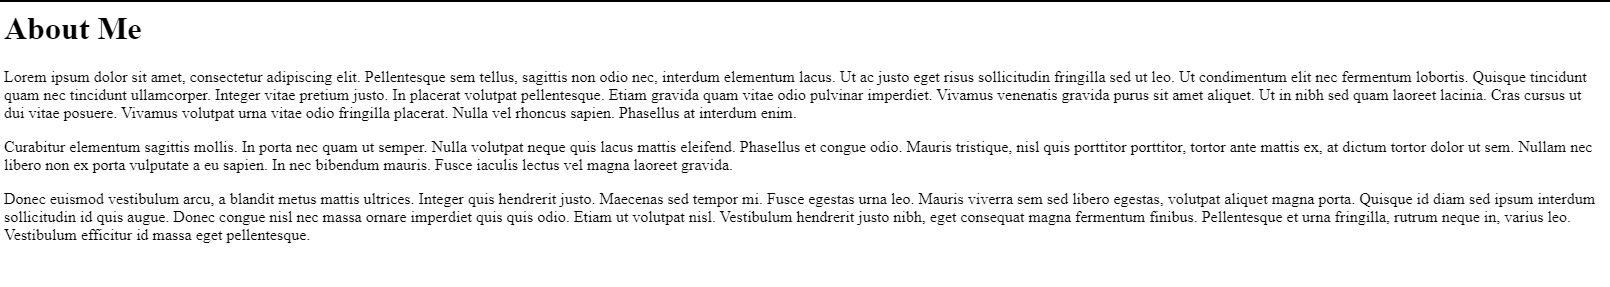 About Me
Lorem ipsum dolor sit amet, consectetur adipiscing elit. Pellentesque sem tellus, sagittis non odio nec, interdum elementum lacus. Ut ac justo eget risus sollicitudin fringilla sed ut leo. Ut condimentum elit nec fermentum lobortis. Quisque tincidunt
quam nec tincidunt ullamcorper. Integer vitae pretium justo. In placerat volutpat pellentesque. Etiam gravida quam vitae odio pulvinar imperdiet. Vivamus venenatis gravida purus sit amet aliquet. Ut in nibh sed quam laoreet lacinia. Cras cursus ut
dui vitae posuere. Vivamus volutpat urna vitae odio fringilla placerat. Nulla vel rhoncus sapien. Phasellus at interdum enim.
Curabitur elementum sagittis mollis. In porta nec quam ut semper. Nulla volutpat neque quis lacus mattis eleifend. Phasellus et congue odio. Mauris tristique, nisl quis porttitor porttitor, tortor ante mattis ex, at dictum tortor dolor ut sem. Nullam nec
libero non ex porta vulputate a eu sapien. In nec bibendum mauris. Fusce iaculis lectus vel magna laoreet gravida.
Donec euismod vestibulum arcu, a blandit metus mattis ultrices. Integer quis hendrerit justo. Maecenas sed tempor mi. Fusce egestas urna leo. Mauris viverra sem sed libero egestas, volutpat aliquet magna porta. Quisque id diam sed ipsum interdum
sollicitudin id quis augue. Donec congue nisl nec massa ornare imperdiet quis quis odio. Etiam ut volutpat nisl. Vestibulum hendrerit justo nibh, eget consequat magna fermentum finibus. Pellentesque et urna fringilla, rutrum neque in, varius leo.
Vestibulum efficitur id massa eget pellentesque.